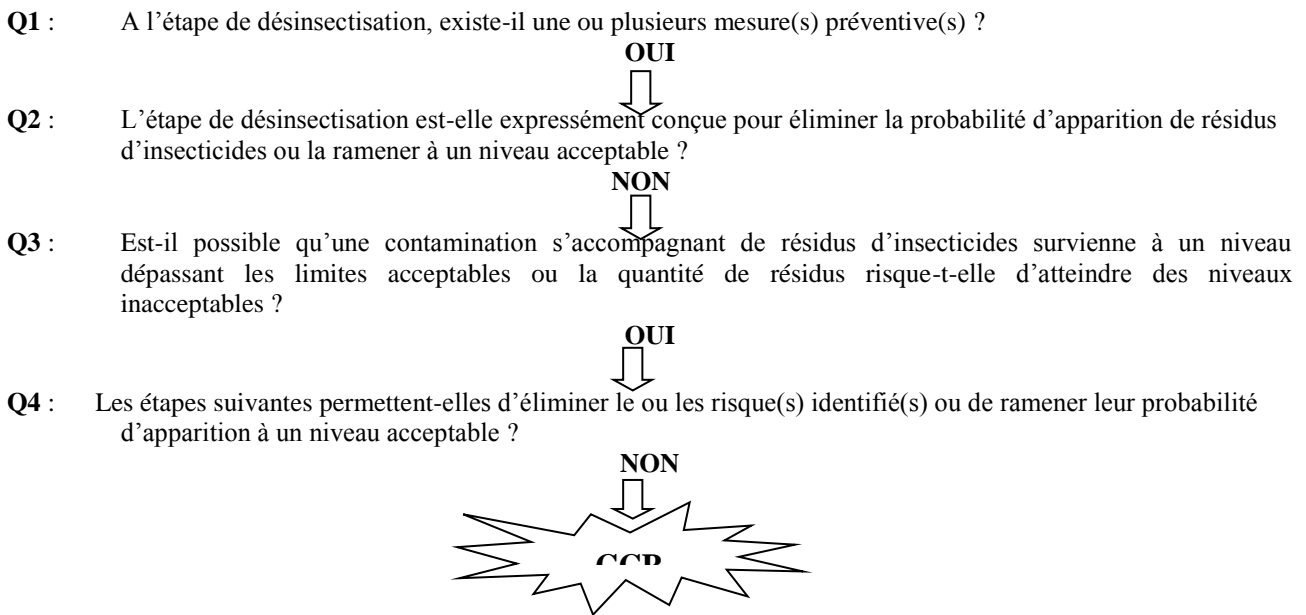 Q1 : A l’étape de désinsectisation, existe-il une ou plusieurs mesure(s) préventive(s) ?
OUI
Q2 : L’étape de désinsectisation est-elle expressément conçue pour éliminer la probabilité d’apparition de résidus
d’insecticides ou la ramener à un niveau acceptable ?
NON
Q3 : Est-il possible qu’une contamination s’accompagnant de résidus d’insecticides survienne à un niveau
dépassant les limites acceptables ou la quantité de résidus risque-t-elle d’atteindre des niveaux
inacceptables ?
OUI
Q4 : Les étapes suivantes permettent-elles d’éliminer le ou les risque(s) identifié(s) ou de ramener leur probabilité
d’apparition à un niveau acceptable ?
NON
CCP